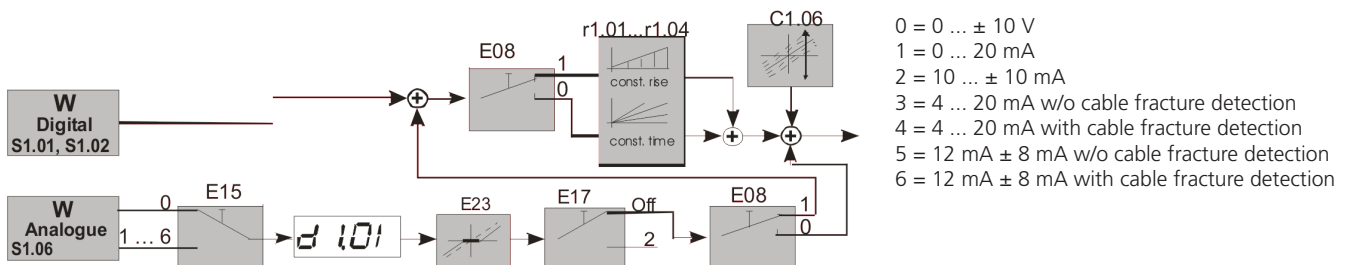 r1.01...r1.04
C1.06
E08
1
0
const. rise
const. time
W
Digital
S1.01, S1.02
W
Analogue
S1.06
0
1 ... 6
E15
d 1.01
E23
E17
Off
2
E08
1
0
0 = 0 ... ± 10 V
1 = 0 ... 20 mA
2 = 10 ... ± 10 mA
3 = 4 ... 20 mA w/o cable fracture detection
4 = 4 ... 20 mA with cable fracture detection
5 = 12 mA ± 8 mA w/o cable fracture detection
6 = 12 mA ± 8 mA with cable fracture detection